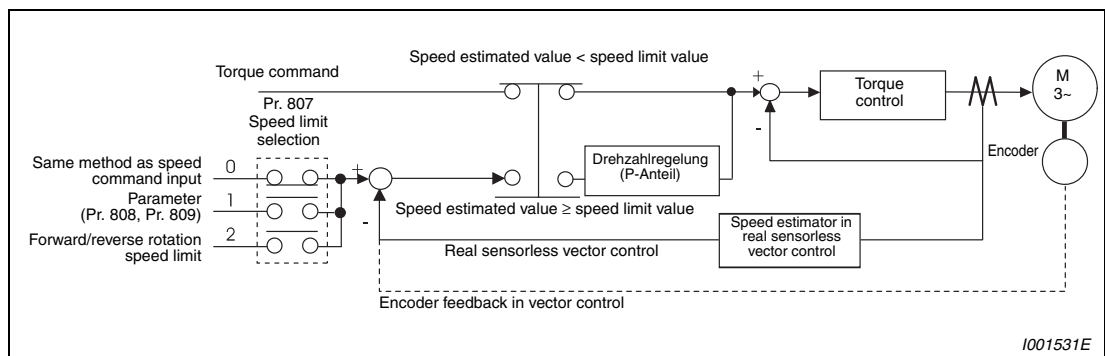 Speed estimated value < speed limit value
Torque command
Pr. 807
Speed limit
selection
Same method as speed
command input
0
Parameter
(Pr. 808, Pr. 809)
1
Forward/reverse rotation
speed limit
2
+
-
Drehzahlregelung
(P-Anteil)
Speed estimated value ≥ speed limit value
+
-
Torque
control
M
3~
Encoder
Speed estimator in
real sensorless
vector control
Real sensorless vector control
Encoder feedback in vector control
I001531E